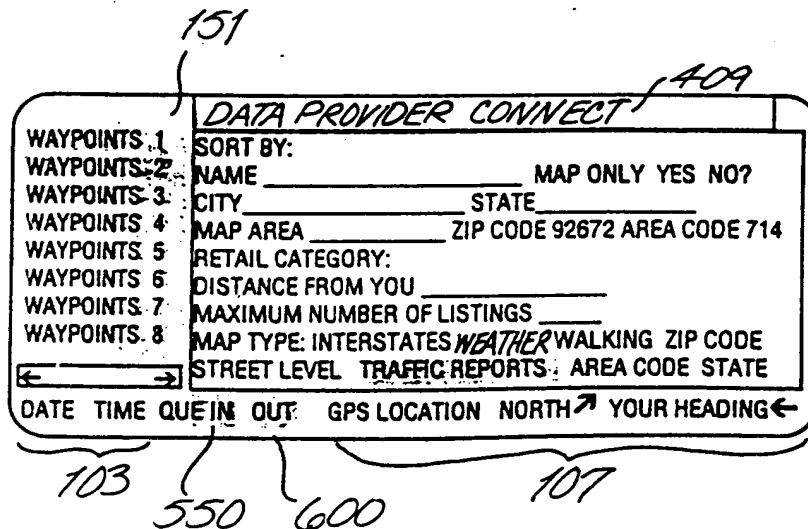 151
409
DATA PROVIDER CONNECT
WAYPOINTS 1
WAYPOINTS 2
WAYPOINTS 3
WAYPOINTS 4
WAYPOINTS 5
WAYPOINTS 6
WAYPOINTS 7
WAYPOINTS 8
SORT BY:
NAME MAP ONLY YES NO?
CITY STATE
MAP AREA ZIP CODE 92672 AREA CODE 714
RETAIL CATEGORY:
DISTANCE FROM YOU
MAXIMUM NUMBER OF LISTINGS
MAP TYPE: INTERSTATES WEATHER WALKING ZIP CODE
STREET LEVEL TRAFFIC REPORTS AREA CODE STATE
DATE TIME QUE IN OUT GPS LOCATION NORTH↗ YOUR HEADING←
103
550
600
107